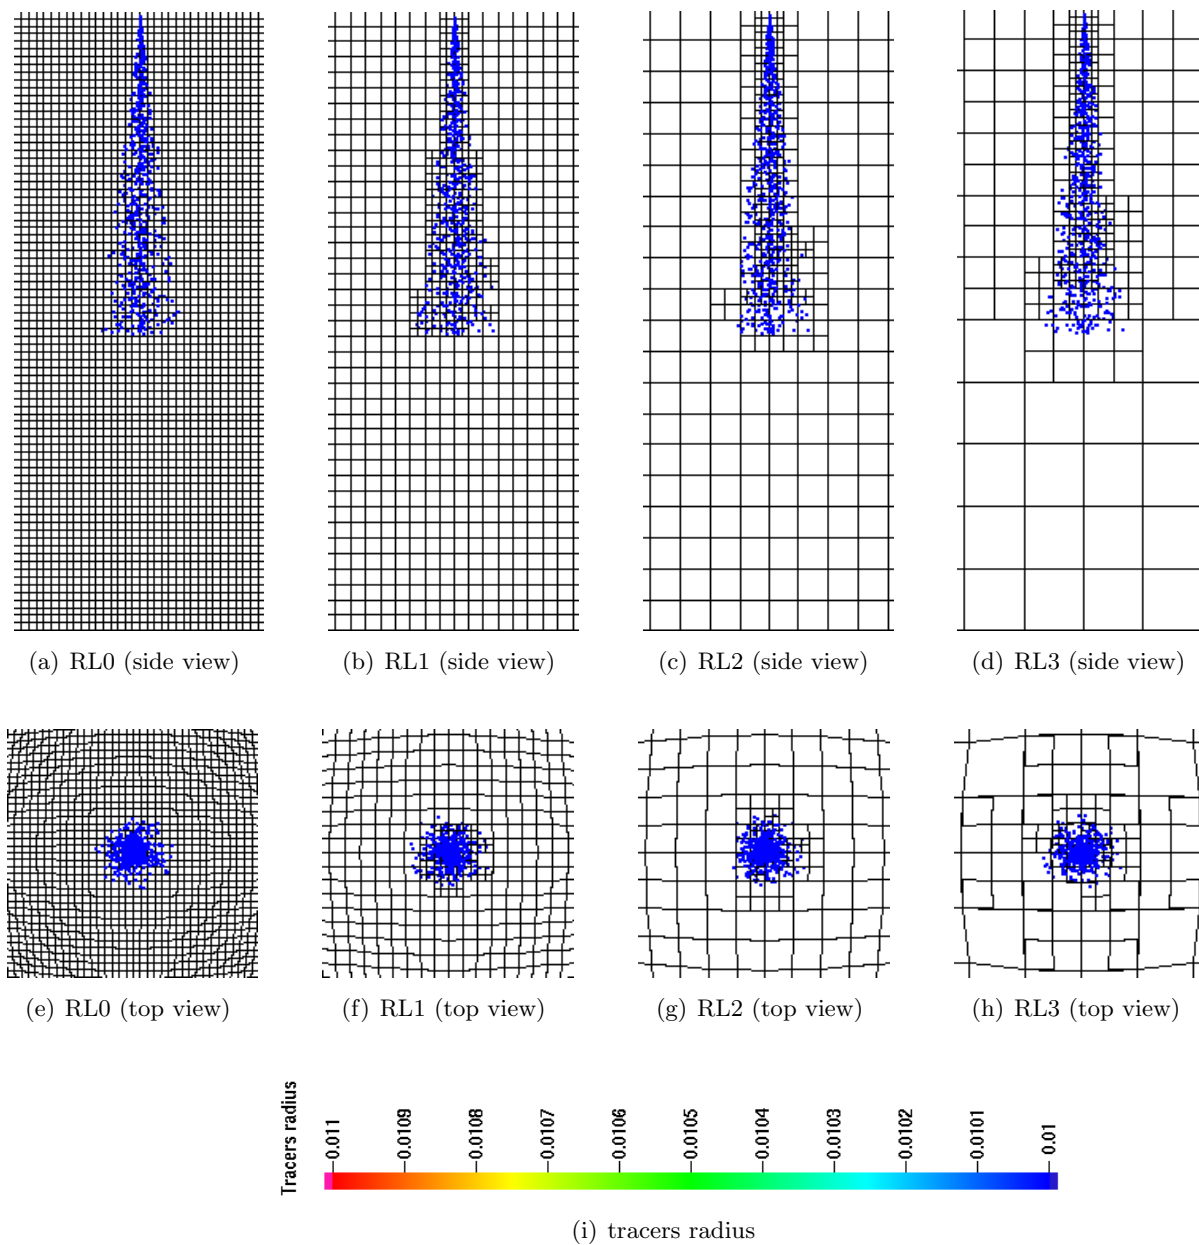 (a) RL0 (side view) (b) RL1 (side view) (c) RL2 (side view) (d) RL3 (side view)
(e) RL0 (top view) (f) RL1 (top view) (g) RL2 (top view) (h) RL3 (top view)
Tracers radius
0.011 0.0109 0.0108 0.0107 0.0106 0.0105 0.0104 0.0103 0.0102 0.0101 0.01
(i) tracers radius